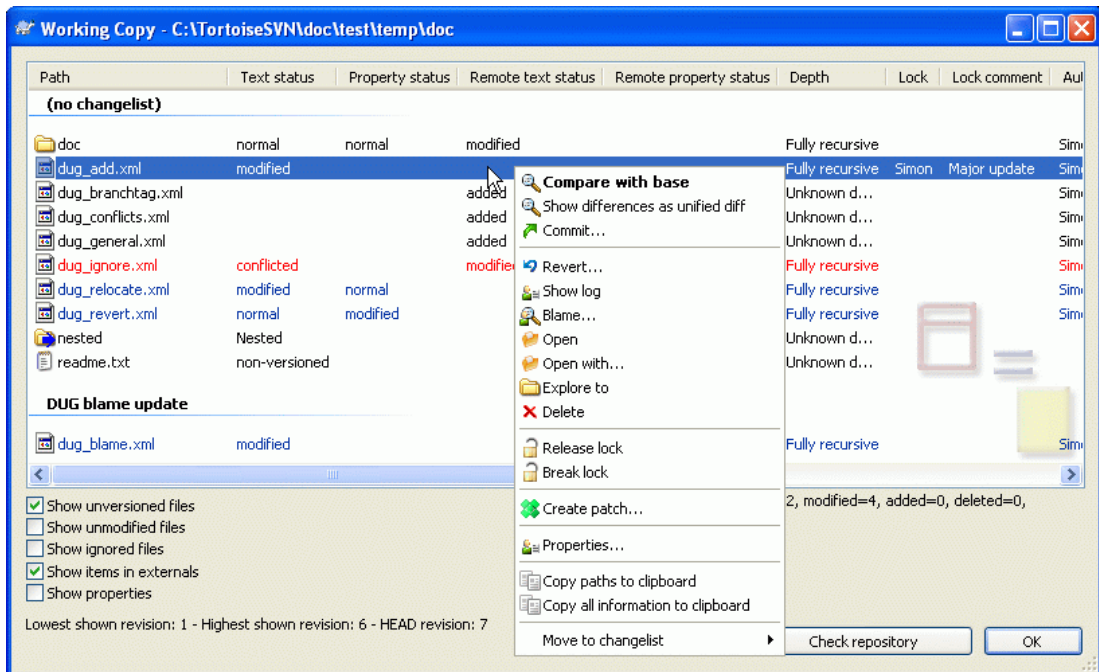 Working Copy - C:\TortoiseSVN\doc\test\temp\doc
Path Text status Property status Remote text status Remote property status Depth Lock Lock comment
(no changelist)
doc normal normal modified Fully recursive
dug_add.xml modified Fully recursive Simon Major update
dug_branchtag.xml added Unknown d...
dug_conflicts.xml added Unknown d...
dug_general.xml added Unknown d...
dug_ignore.xml conflicted Fully recursive
dug_relocate.xml modified normal Fully recursive
dug_revert.xml normal modified Fully recursive
nested Nested Unknown d...
readme.txt non-versioned Unknown d...
DUG blame update
dug_blame.xml modified Fully recursive
Compare with base
Show differences as unified diff
Commit...
Revert...
Show log
Blame...
Open
Open with...
Explore to
Delete
Release lock
Break lock
Create patch...
Properties...
Copy paths to clipboard
Copy all information to clipboard
Move to changelist
Show unversioned files
Show unmodified files
Show ignored files
Show items in externals
Show properties
2, modified=4, added=0, deleted=0,
Lowest shown revision: 1 - Highest shown revision: 6 - HEAD revision: 7
Check repository
OK